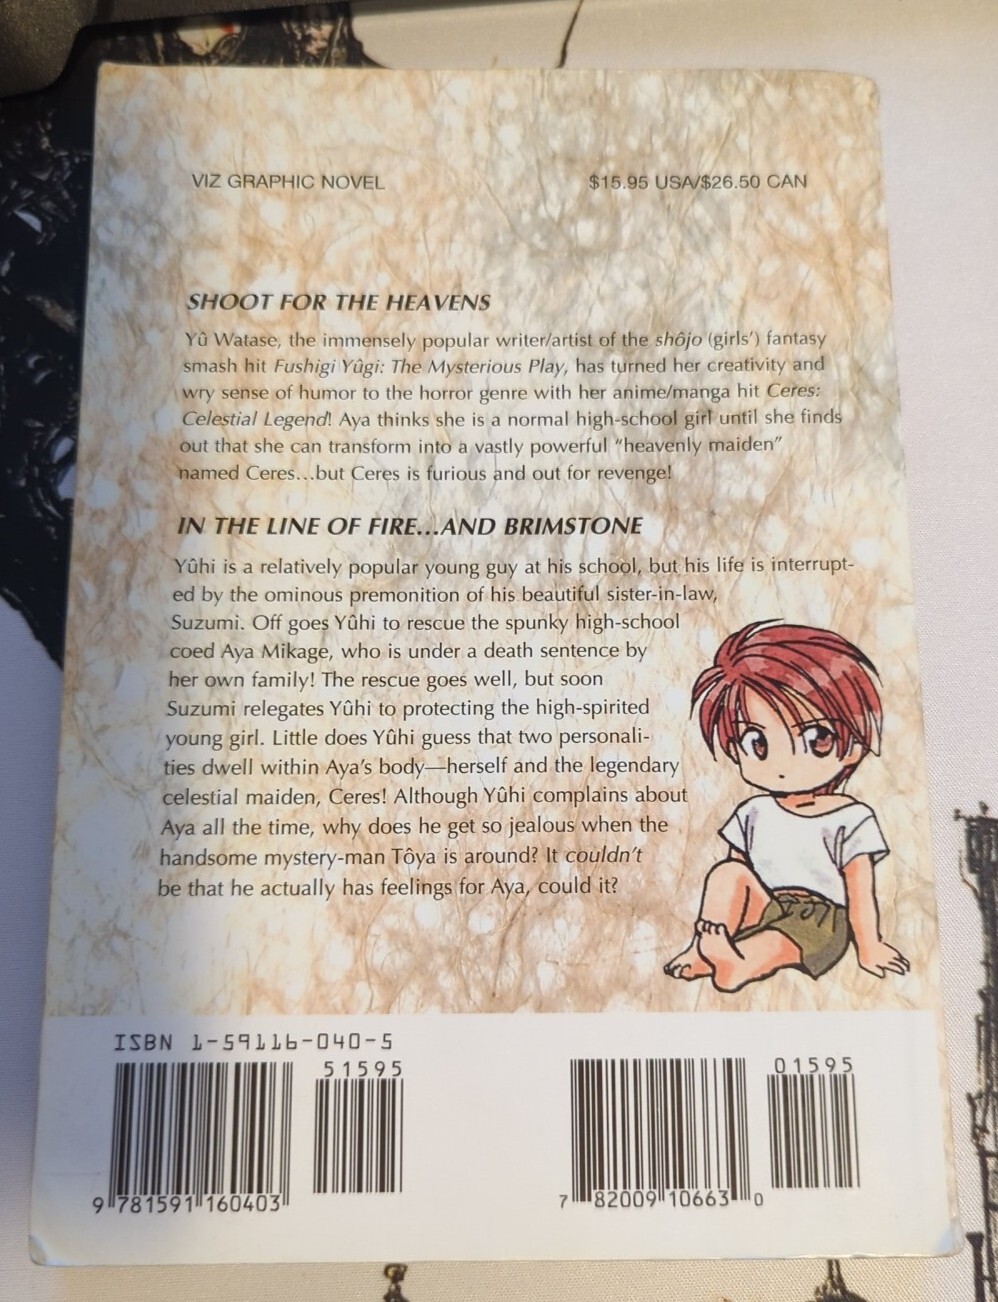 VIZ GRAPHIC NOVEL
$15.95 USA/$26.50 CAN
SHOOT FOR THE HEAVENS
Yû Watase, the immensely popular writer/artist of the shôjo (girls') fantasy
smash hit Fushigi Yûgi: The Mysterious Play, has turned her creativity and
wry sense of humor to the horror genre with her anime/manga hit Ceres:
Celestial Legend! Aya thinks she is a normal high-school girl until she finds
out that she can transform into a vastly powerful "heavenly maiden"
named Ceres...but Ceres is furious and out for revenge!
IN THE LINE OF FIRE...AND BRIMSTONE
Yûhi is a relatively popular young guy at his school, but his life is interrupt-
ed by the ominous premonition of his beautiful sister-in-law,
Suzumi. Off goes Yûhi to rescue the spunky high-school
coed Aya Mikage, who is under a death sentence by
her own family! The rescue goes well, but soon
Suzumi relegates Yûhi to protecting the high-spirited
young girl. Little does Yûhi guess that two personali-
ties dwell within Aya's body—herself and the legendary
celestial maiden, Ceres! Although Yûhi complains about
Aya all the time, why does he get so jealous when the
handsome mystery-man Tôya is around? It couldn't
be that he actually has feelings for Aya, could it?
ISBN 1-59116-040-5
51595
9 781591 160403
01595
7 82009 10663 0